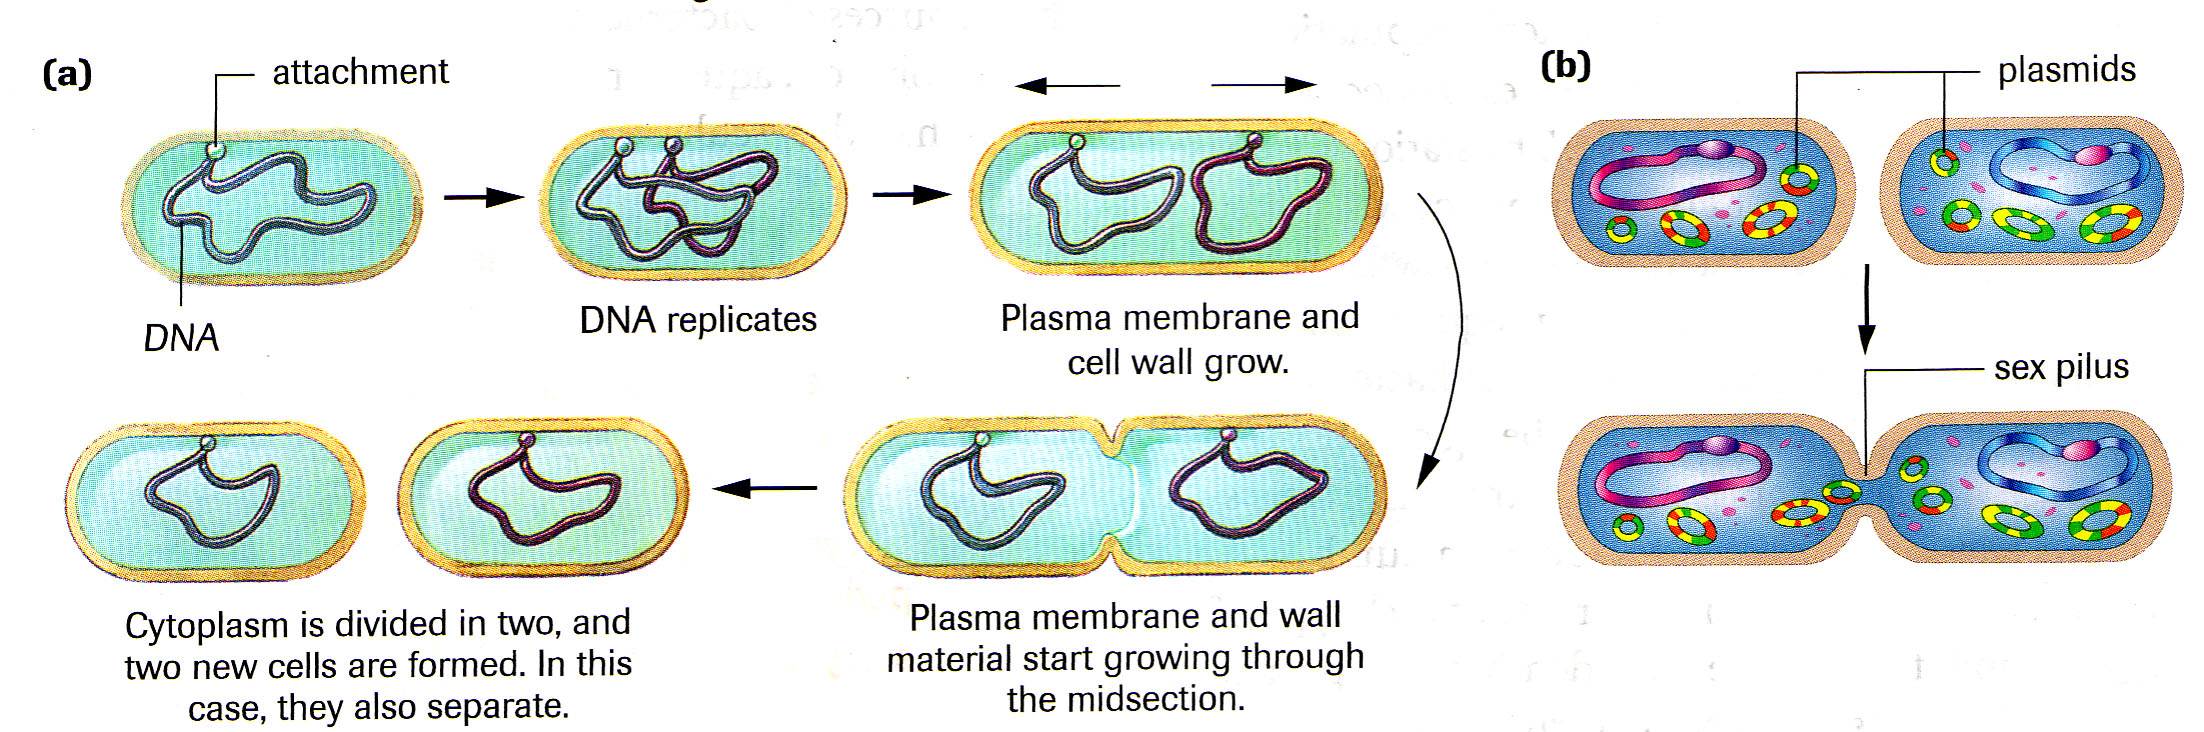 (a)
attachment
DNA
DNA replicates
Plasma membrane and
cell wall grow.
Plasma membrane and wall
material start growing through
the midsection.
Cytoplasm is divided in two, and
two new cells are formed. In this
case, they also separate.
(b)
plasmids
sex pilus